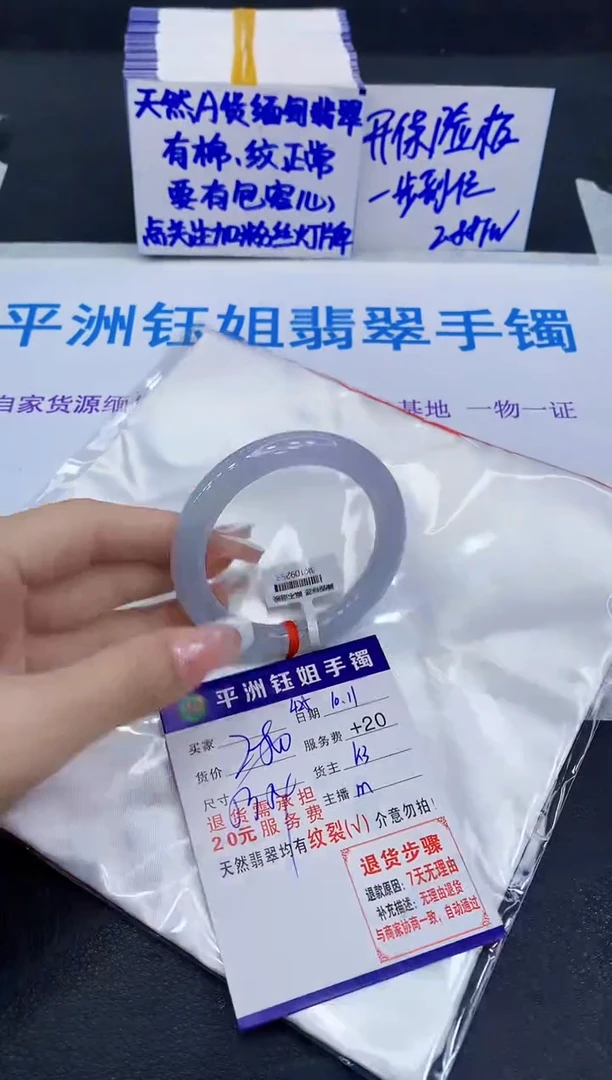 天然A货缅甸翡翠
有棉、纹正常
要有包容心
点关注加粉丝灯牌
开保险板
一步到位
平洲钰姐翡翠手镯
自家货源缅
基地 一物一证
平洲钰姐手镯
买家
日期 10.11
货价
服务费 +20
尺寸
货主 k3
主播 m
退货需承担
20元服务费
天然翡翠均有纹裂(√)介意勿拍!
退货步骤
退款原因:7天无理由
补充描述:无理由退货
与商家协商一致,自动通过